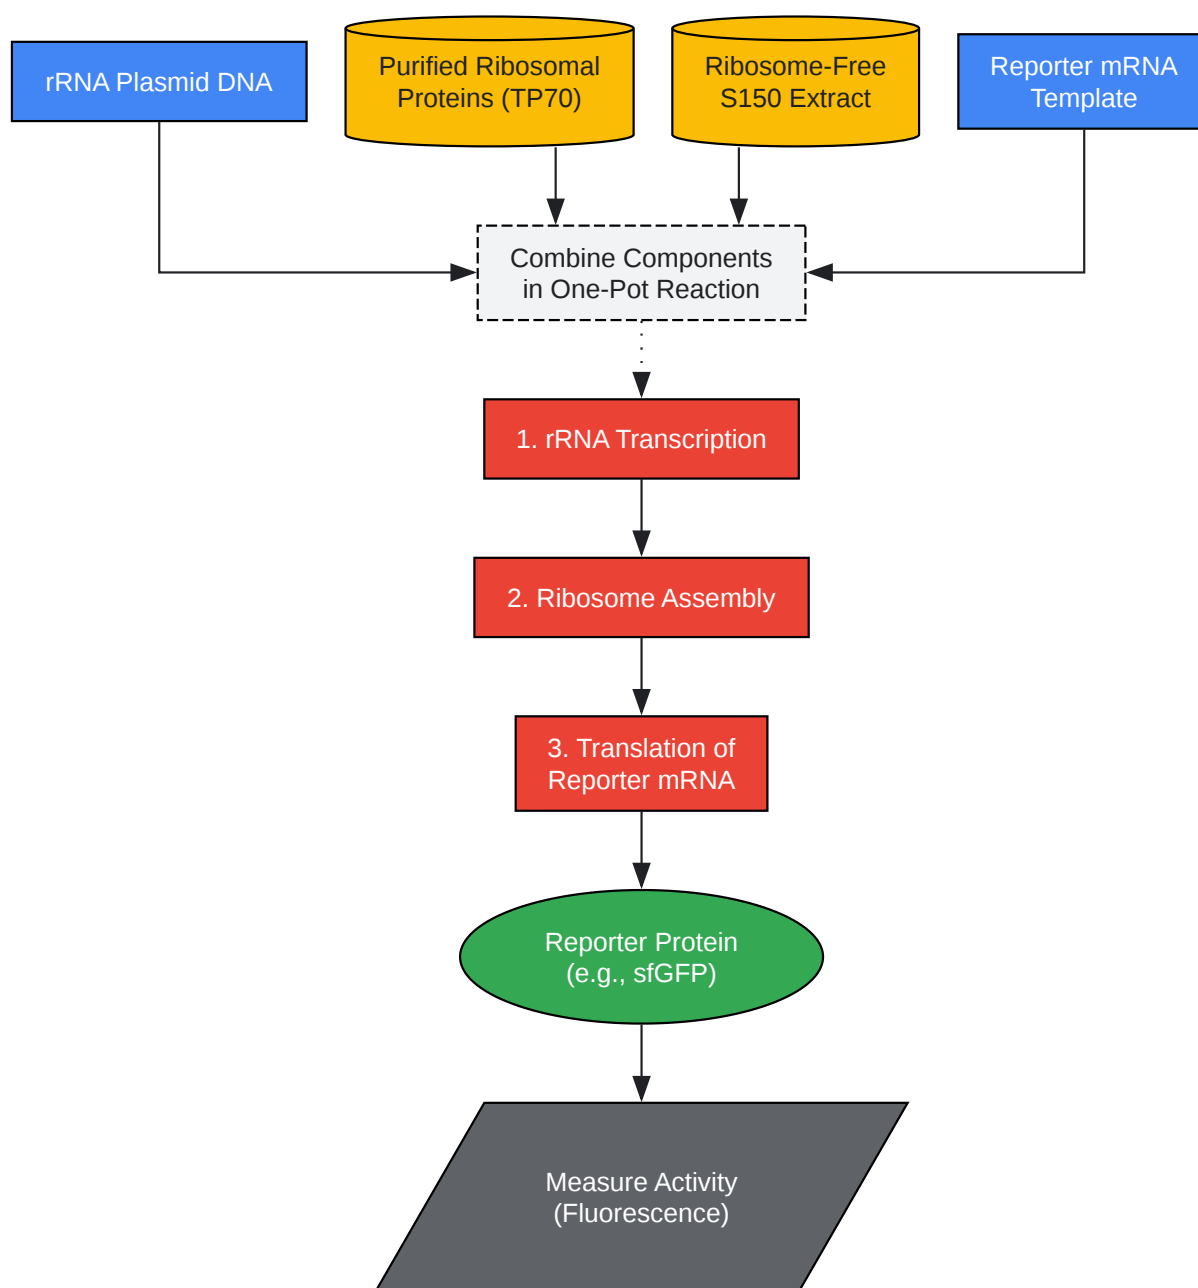 rRNA Plasmid DNA
Purified Ribosomal
Proteins (TP70)
Ribosome-Free
S150 Extract
Reporter mRNA
Template
Combine Components
in One-Pot Reaction
1. rRNA Transcription
2. Ribosome Assembly
3. Translation of
Reporter mRNA
Reporter Protein
(e.g., sfGFP)
Measure Activity
(Fluorescence)